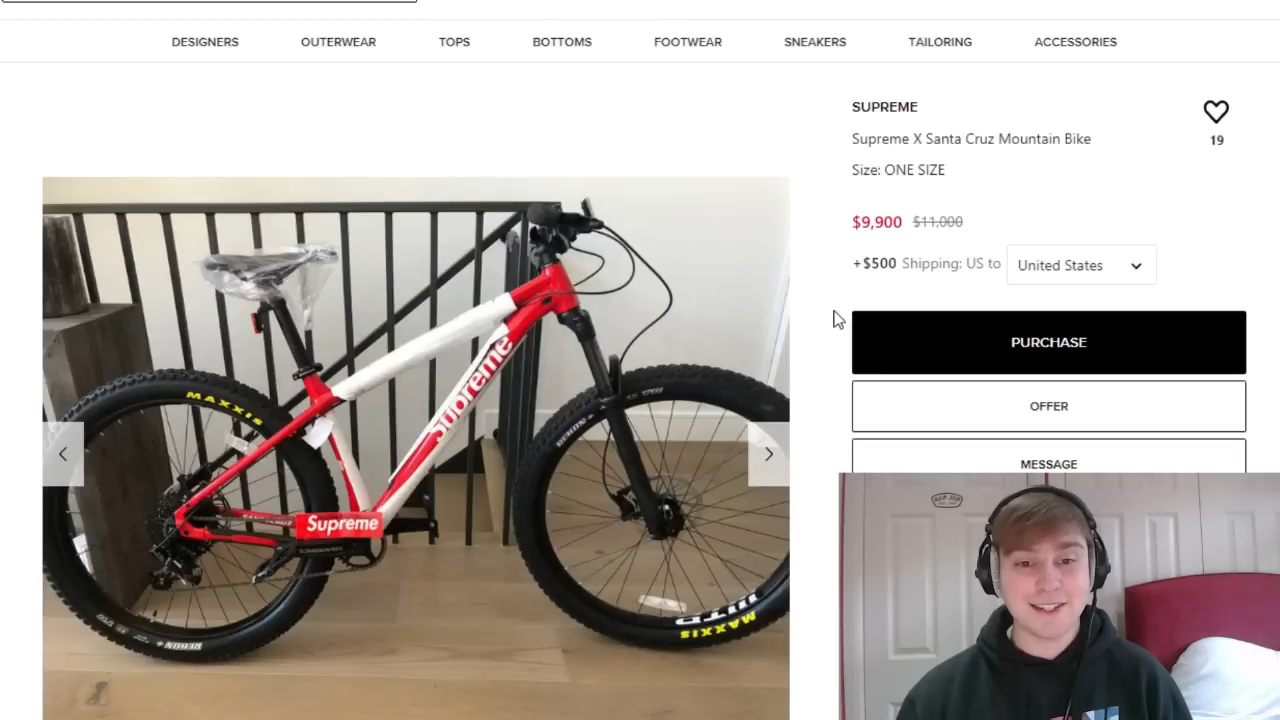 DESIGNERS OUTERWEAR TOPS BOTTOMS FOOTWEAR SNEAKERS TAILORING ACCESSORIES
SUPREME
19
Supreme X Santa Cruz Mountain Bike
Size: ONE SIZE
$9,900 $11,000
+$500 Shipping: US to United States
PURCHASE
OFFER
MESSAGE
MAXXIS
Supreme
Supreme
MAXXIS